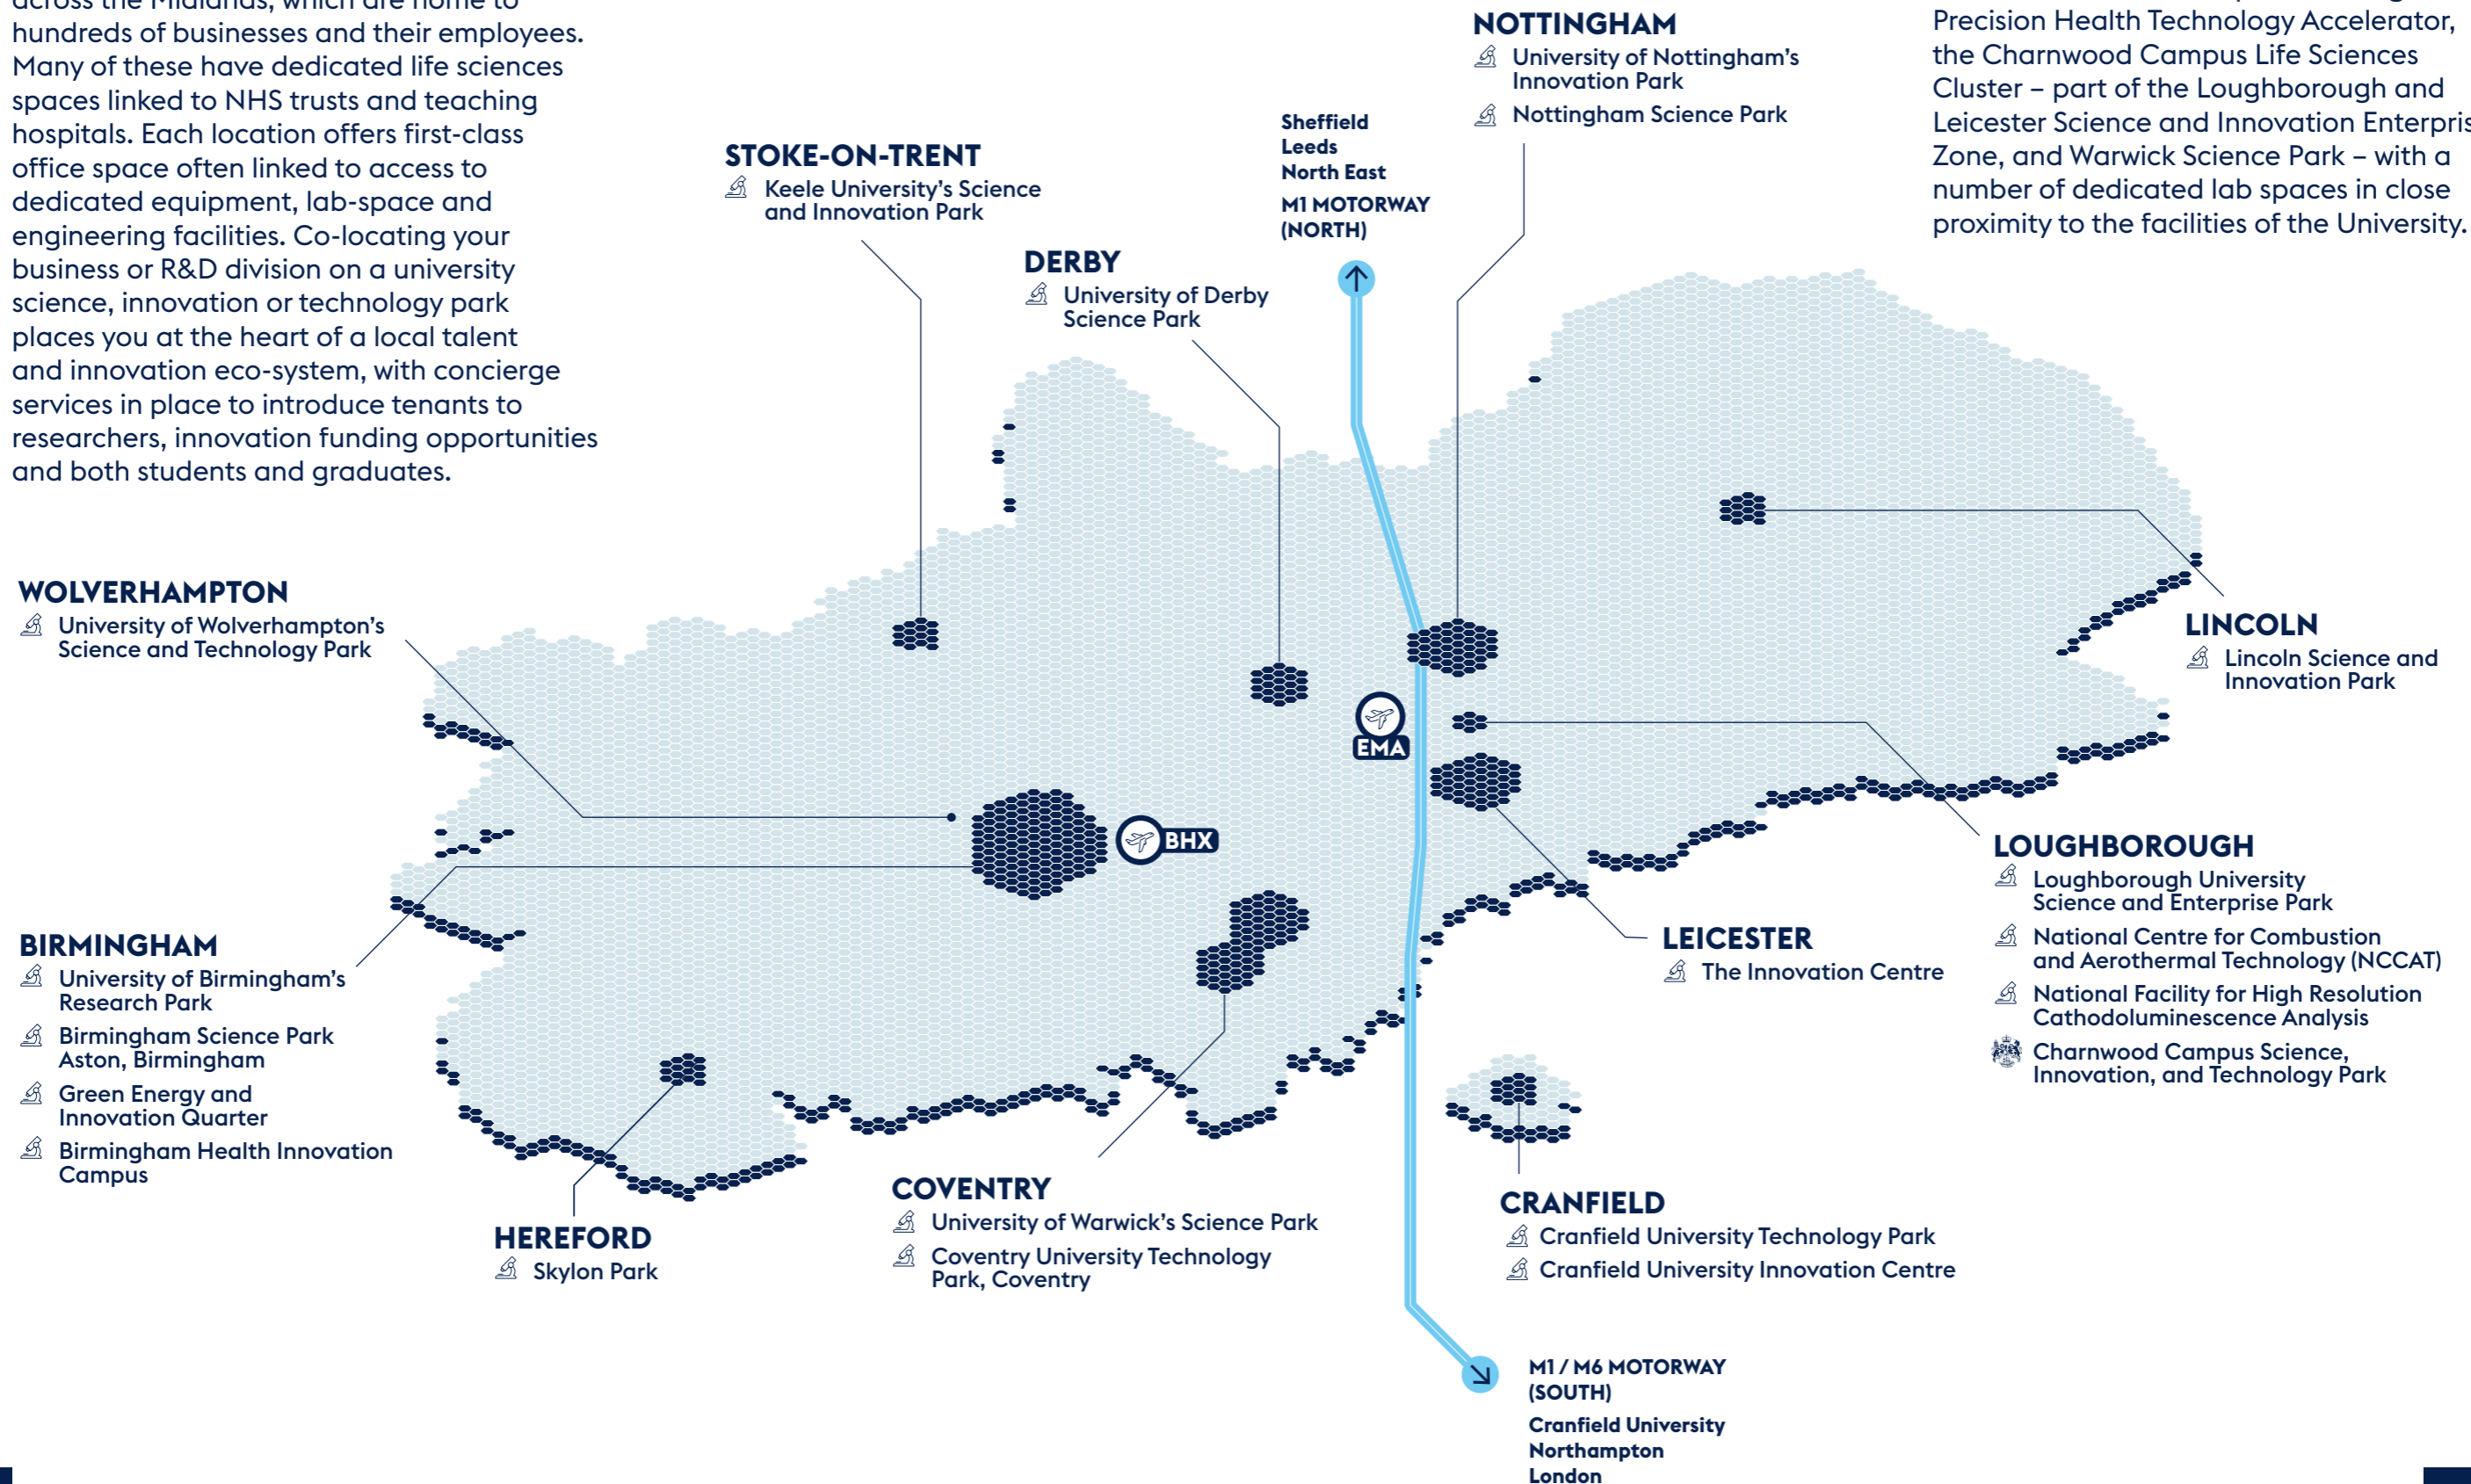 across the Midlands, which are home to
hundreds of businesses and their employees.
Many of these have dedicated life sciences
spaces linked to NHS trusts and teaching
hospitals. Each location offers first-class
office space often linked to access to
dedicated equipment, lab-space and
engineering facilities. Co-locating your
business or R&D division on a university
science, innovation or technology park
places you at the heart of a local talent
and innovation eco-system, with concierge
services in place to introduce tenants to
researchers, innovation funding opportunities
and both students and graduates.
Precision Health Technology Accelerator,
the Charnwood Campus Life Sciences
Cluster – part of the Loughborough and
Leicester Science and Innovation Enterpris
Zone, and Warwick Science Park – with a
number of dedicated lab spaces in close
proximity to the facilities of the University.
NOTTINGHAM
University of Nottingham’s
Innovation Park
Nottingham Science Park
Sheffield
Leeds
North East
M1 MOTORWAY
(NORTH)
STOKE-ON-TRENT
Keele University’s Science
and Innovation Park
DERBY
University of Derby
Science Park
WOLVERHAMPTON
University of Wolverhampton’s
Science and Technology Park
LINCOLN
Lincoln Science and
Innovation Park
EMA
BHX
LOUGHBOROUGH
Loughborough University
Science and Enterprise Park
National Centre for Combustion
and Aerothermal Technology (NCCAT)
National Facility for High Resolution
Cathodoluminescence Analysis
Charnwood Campus Science,
Innovation, and Technology Park
LEICESTER
The Innovation Centre
BIRMINGHAM
University of Birmingham’s
Research Park
Birmingham Science Park
Aston, Birmingham
Green Energy and
Innovation Quarter
Birmingham Health Innovation
Campus
HEREFORD
Skylon Park
COVENTRY
University of Warwick’s Science Park
Coventry University Technology
Park, Coventry
CRANFIELD
Cranfield University Technology Park
Cranfield University Innovation Centre
M1 / M6 MOTORWAY
(SOUTH)
Cranfield University
Northampton
London